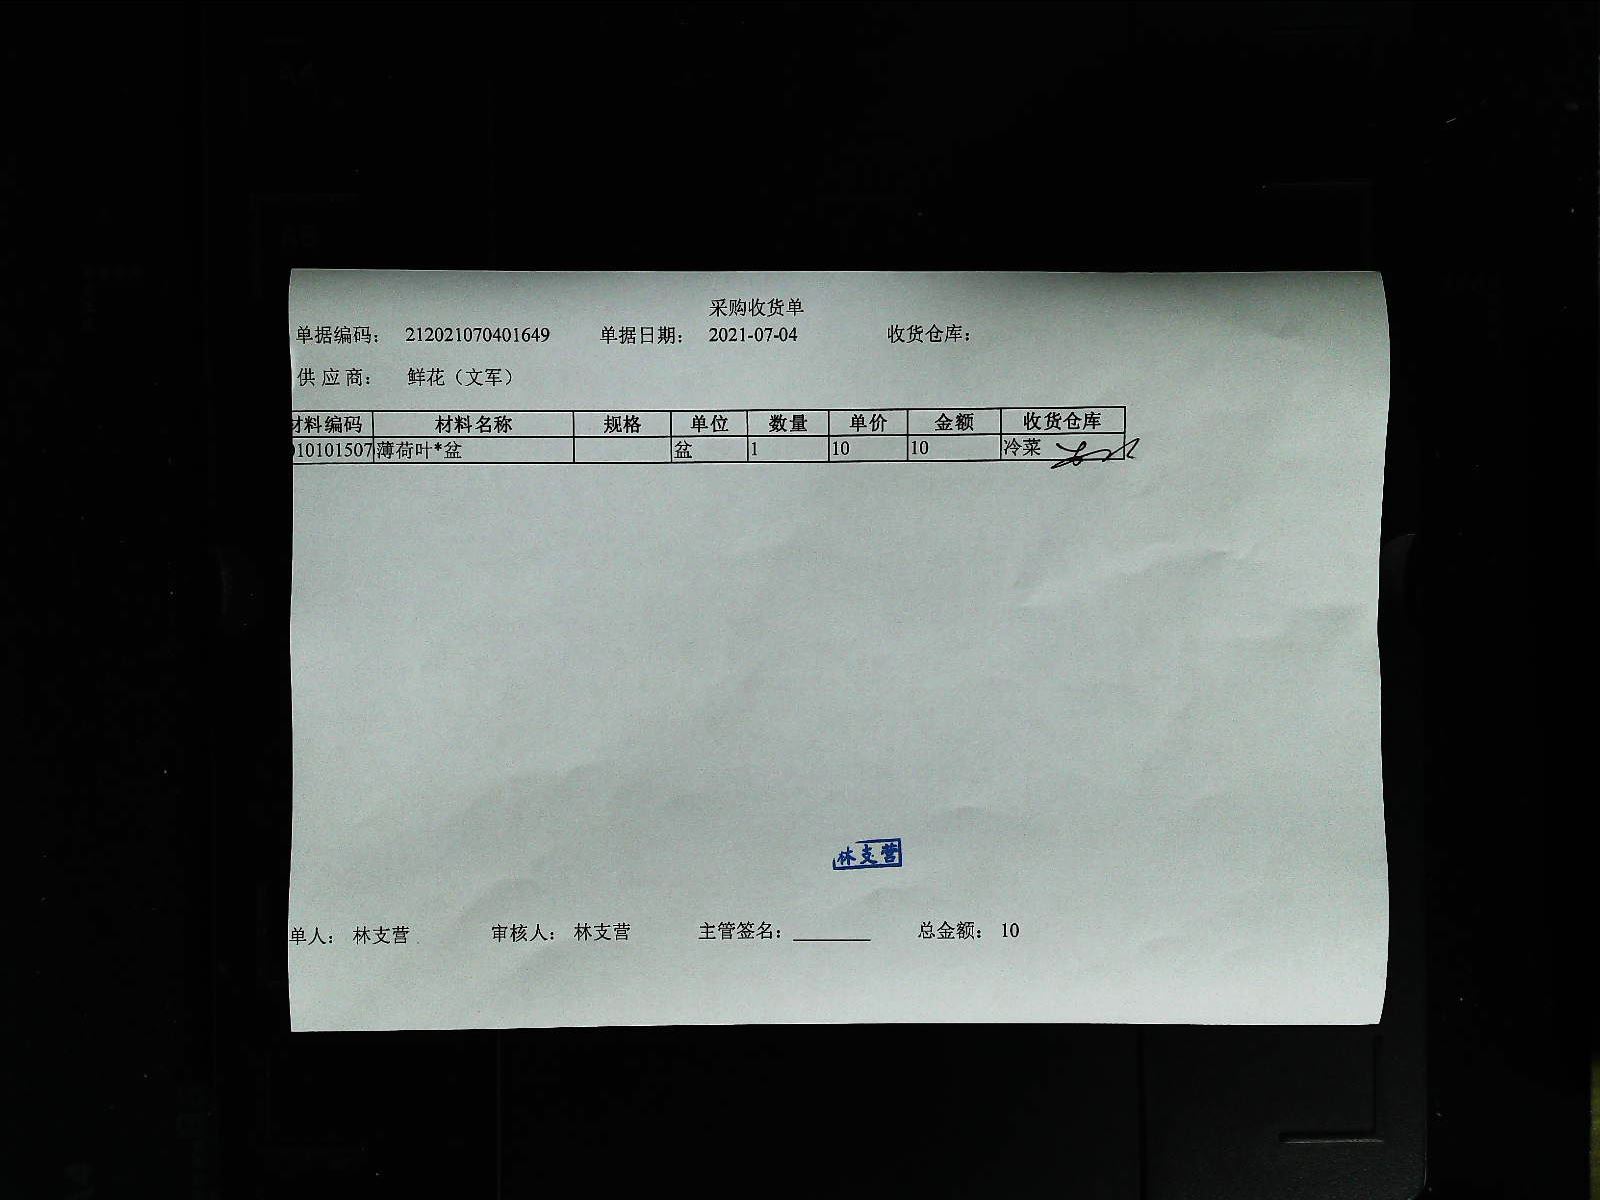 采购收货单
单据编码： 212021070401649 单据日期： 2021-07-04 收货仓库：
供应商： 鲜花（文军）
材料编码 材料名称 规格 单位 数量 单价 金额 收货仓库
010101507 薄荷叶*盆 盆 1 10 10 冷菜
林支营
单人： 林支营 审核人： 林支营 主管签名： 总金额： 10